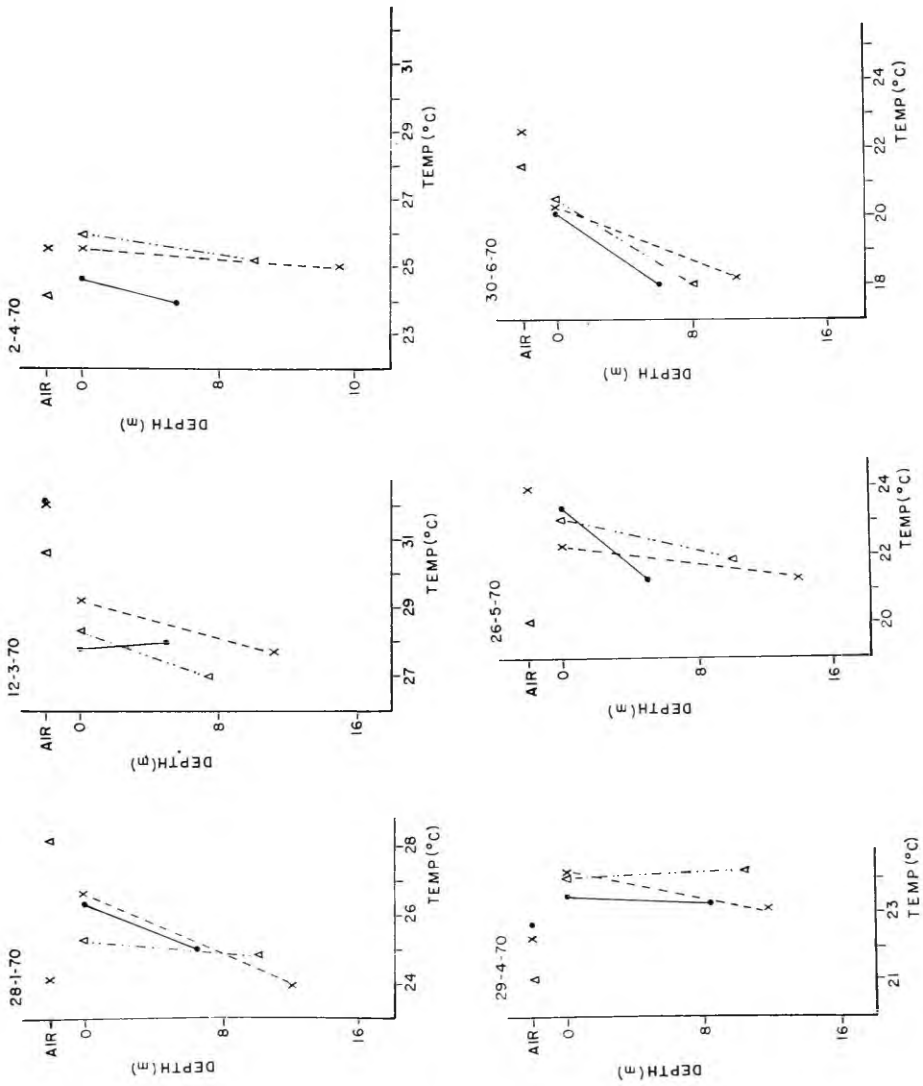 28-1-70
AIR
0
8
16
DEPTH(m)
24 26 28
TEMP(°C)
12-3-70
AIR
0
8
16
DEPTH(m)
27 29 31
2-4-70
AIR
0
8
10
DEPTH (m)
23 25 27 29 31
TEMP(°C)
29-4-70
AIR
0
8
16
DEPTH(m)
21 23
TEMP(°C)
26-5-70
AIR
0
8
16
DEPTH(m)
20 22 24
TEMP(°C)
30-6-70
AIR
0
8
16
DEPTH (m)
18 20 22 24
TEMP(°C)